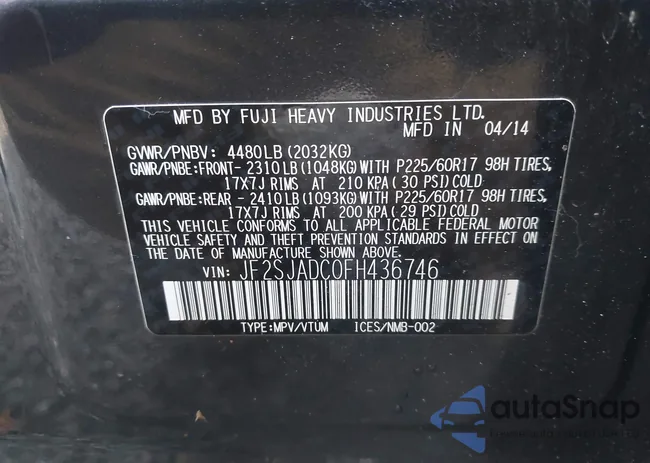 MFD BY FUJI HEAVY INDUSTRIES LTD.
MFD IN 04/14
GVWR/PNBV: 4480LB (2032KG)
GAWR/PNBE:FRONT-2310LB (1048KG) WITH P225/60R17 98H TIRES,
17X7J RIMS AT 210 KPA (30 PSI) COLD
GAWR/PNBE:REAR -2410LB (1093KG) WITH P225/60R17 98H TIRES,
17X7J RIMS AT 200 KPA (29 PSI) COLD
THIS VEHICLE CONFORMS TO ALL APPLICABLE FEDERAL MOTOR
VEHICLE SAFETY AND THEFT PREVENTION STANDARDS IN EFFECT ON
THE DATE OF MANUFACTURE SHOWN ABOVE.
VIN: JF2SJADC0FH436746
TYPE:MPV/VTUM ICES/NMB-002
autoSnap